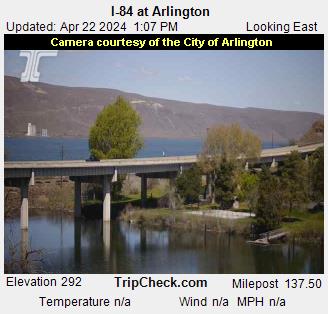 I-84 at Arlington
Updated: Apr 22 2024 1:07 PM Looking East
Camera courtesy of the City of Arlington
Elevation 292 TripCheck.com Milepost 137.50
Temperature n/a Wind n/a MPH n/a